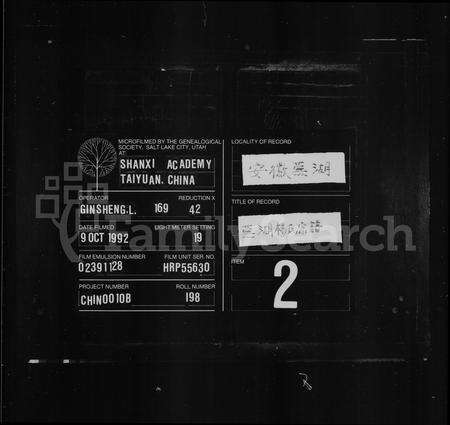 MICROFILMED BY THE GENEALOGICAL
SOCIETY, SALT LAKE CITY, UTAH
AT:
SHANXI ACADEMY
TAIYUAN, CHINA
OPERATOR
REDUCTION X
GINSHENG.L. 169 42
DATE FILMED
LIGHT METER SETTING
9 OCT 1992 19
FILM EMULSION NUMBER
FILM UNIT SER. NO.
02391128 HRP55630
PROJECT NUMBER
ROLL NUMBER
CHIN0010B 198
LOCALITY OF RECORD
安徽蕪湖
TITLE OF RECORD
ITEM
2
FamilySearch